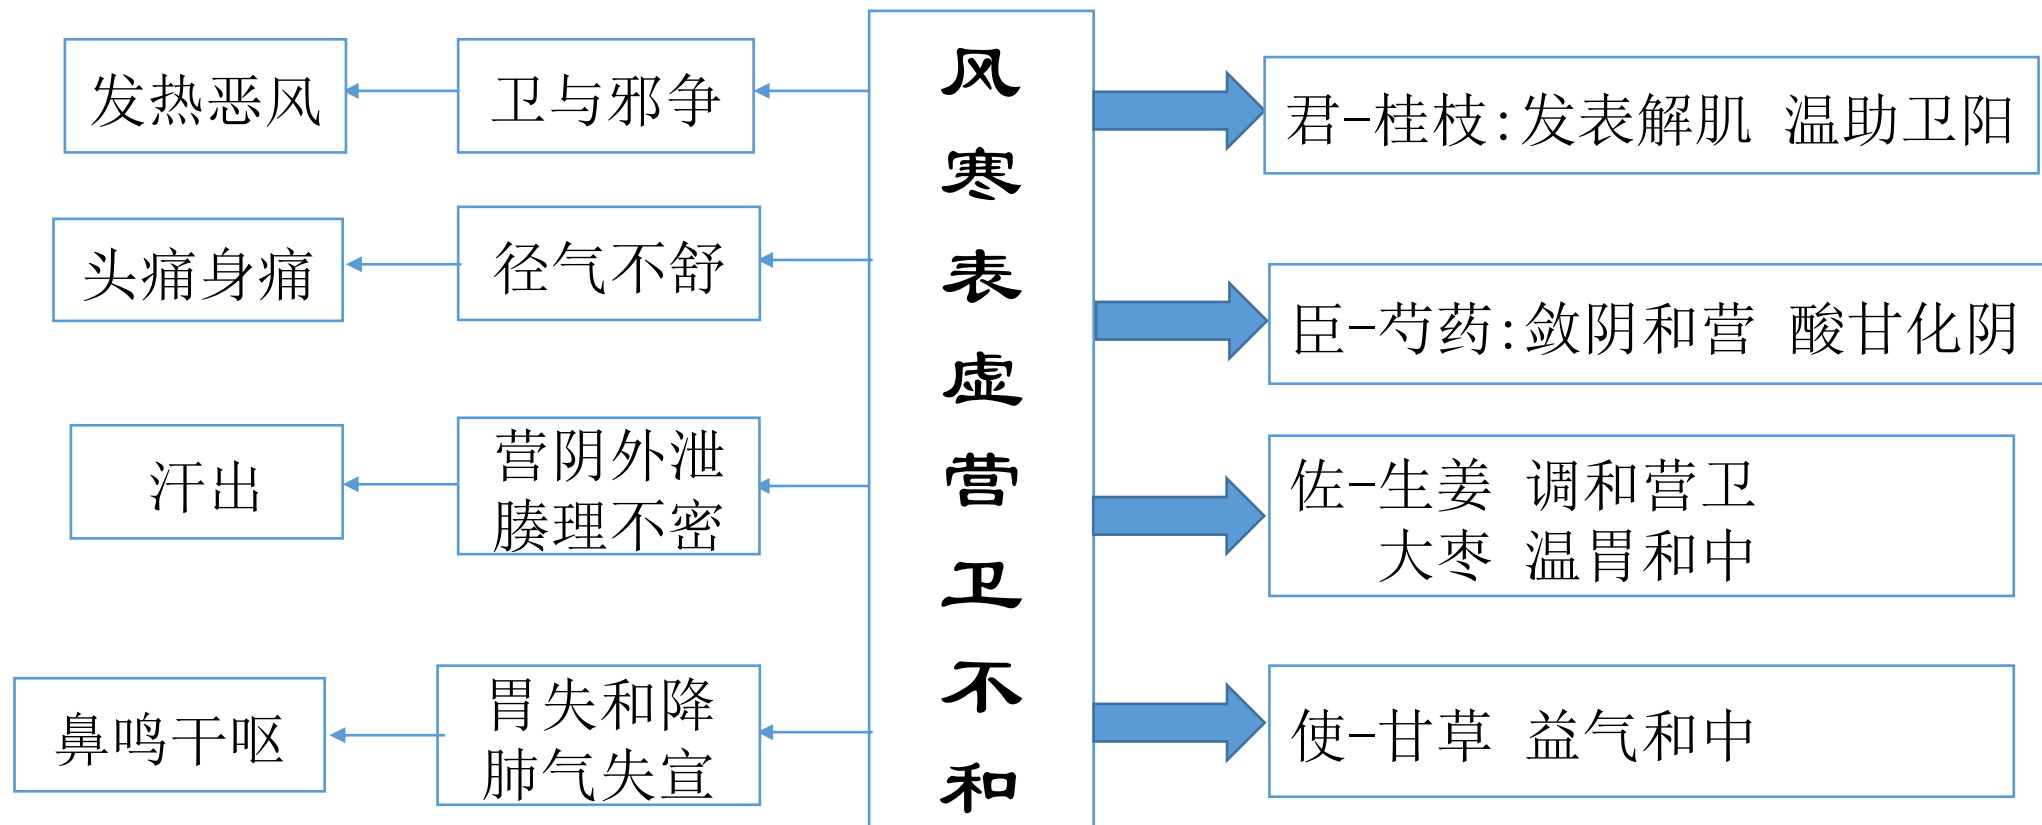 发热恶风
卫与邪争
头痛身痛
径气不舒
汗出
营阴外泄
腠理不密
鼻鸣干呕
胃失和降
肺气失宣
风寒表虚营卫不和
君-桂枝:发表解肌 温助卫阳
臣-芍药:敛阴和营 酸甘化阴
佐-生姜 调和营卫
大枣 温胃和中
使-甘草 益气和中